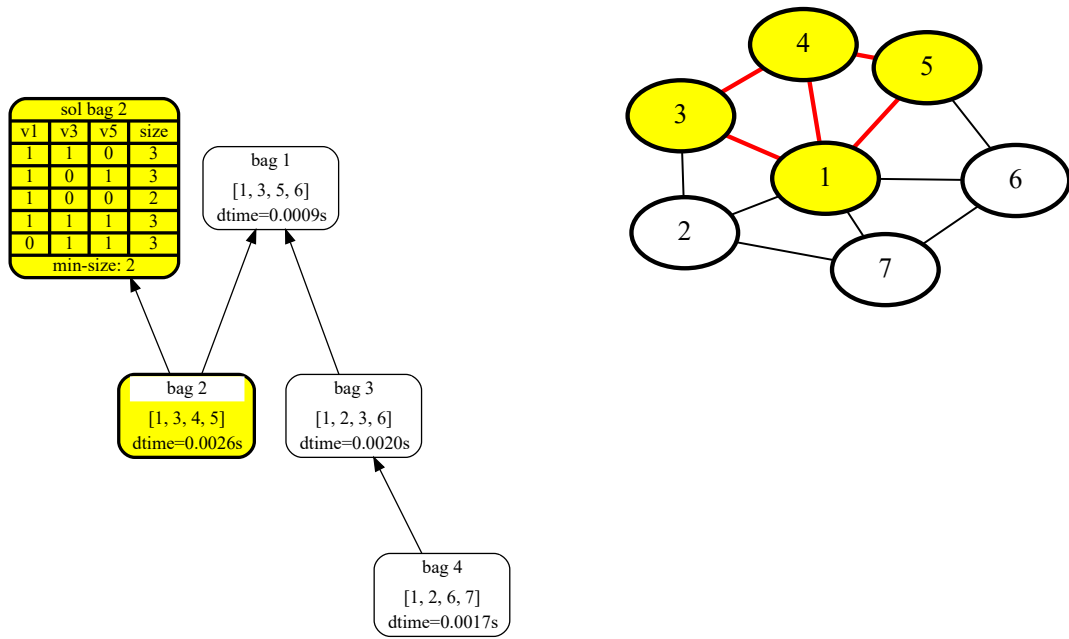 sol bag 2
v1 v3 v5 size
1 1 0 3
1 0 1 3
1 0 0 2
1 1 1 3
0 1 1 3
min-size: 2
bag 1
[1, 3, 5, 6]
dtime=0.0009s
bag 2
[1, 3, 4, 5]
dtime=0.0026s
bag 3
[1, 2, 3, 6]
dtime=0.0020s
bag 4
[1, 2, 6, 7]
dtime=0.0017s
4
5
3
1
6
2
7